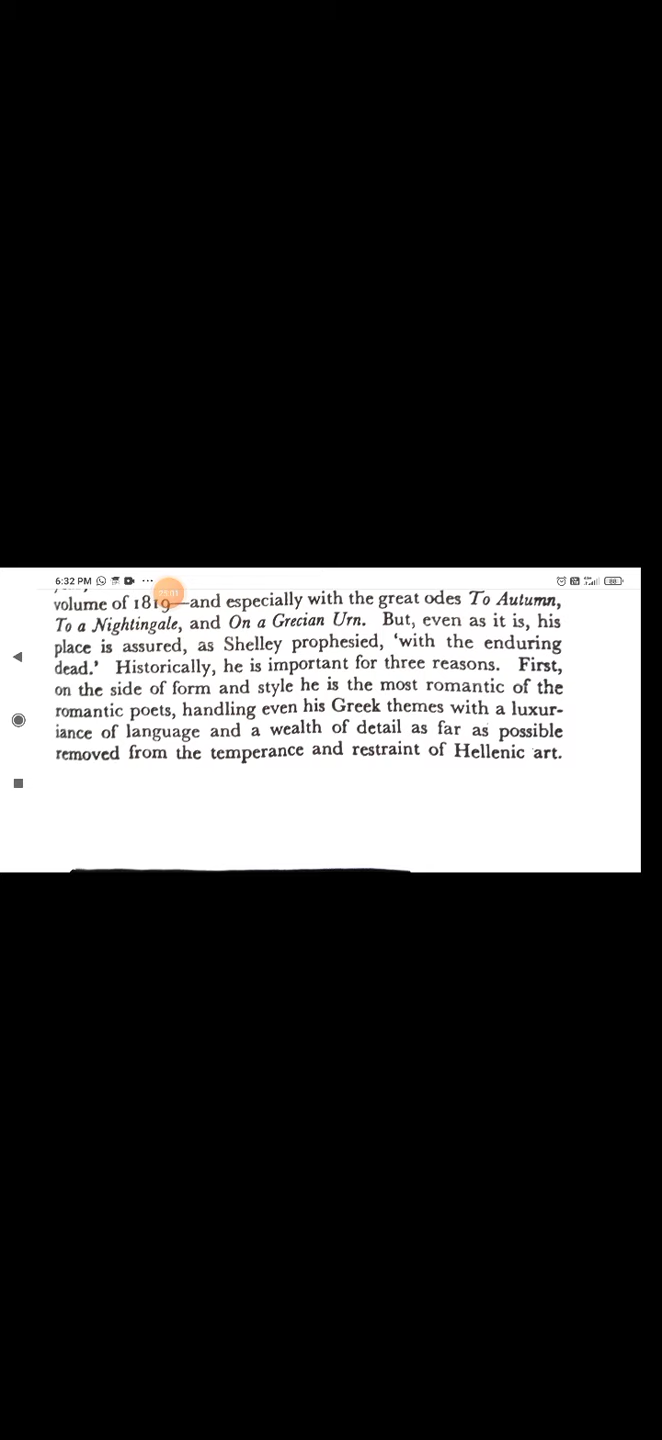 6:32 PM
volume of 1819—and especially with the great odes To Autumn,
To a Nightingale, and On a Grecian Urn. But, even as it is, his
place is assured, as Shelley prophesied, ‘with the enduring
dead.’ Historically, he is important for three reasons. First,
on the side of form and style he is the most romantic of the
romantic poets, handling even his Greek themes with a luxur-
iance of language and a wealth of detail as far as possible
removed from the temperance and restraint of Hellenic art.